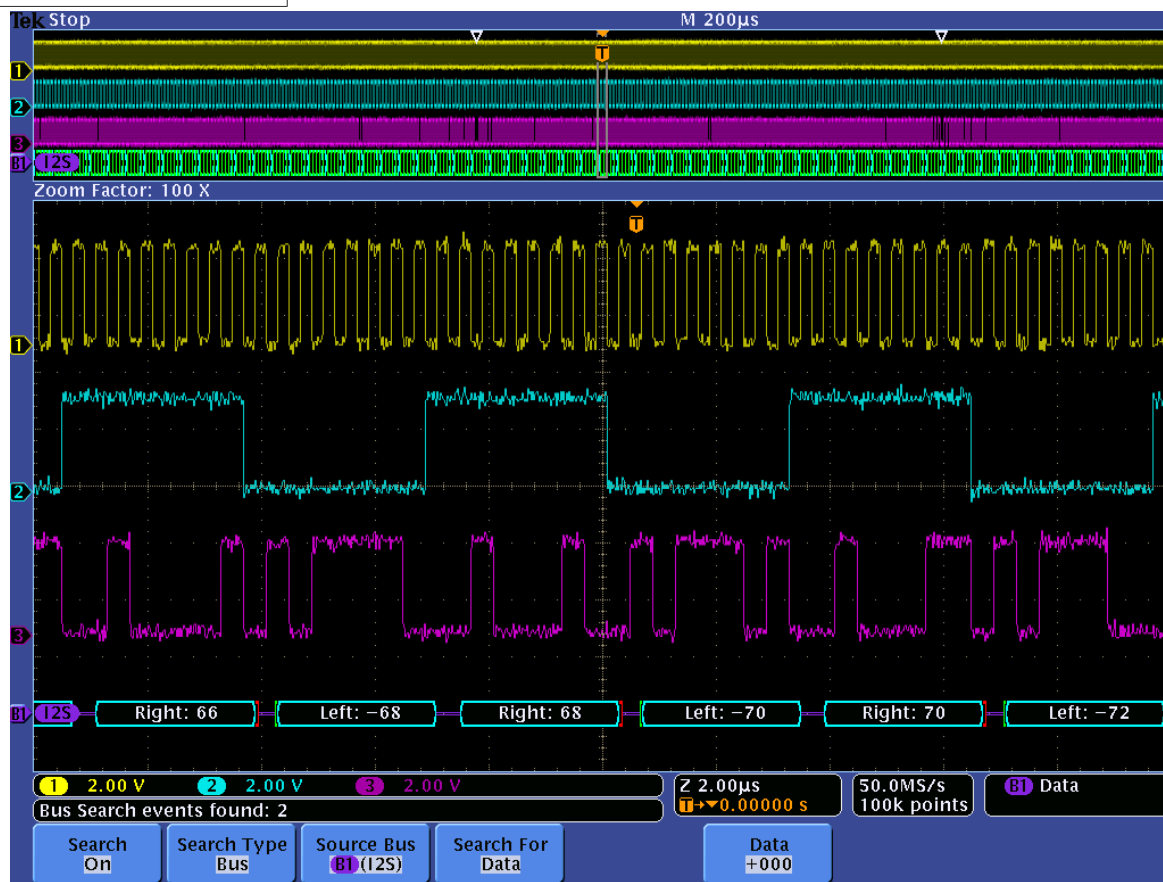 Tek Stop M 200µs
T
1
2
3
B1 I2S
Zoom Factor: 100 X
T
1
2
3
B1 I2S Right: 66 Left: −68 Right: 68 Left: −70 Right: 70 Left: −72
1 2.00 V 2 2.00 V 3 2.00 V Z 2.00µs 50.0MS/s B1 Data
T→▼0.00000 s 100k points
Bus Search events found: 2
Search Search Type Source Bus Search For Data
On Bus B1 (I2S) Data +000